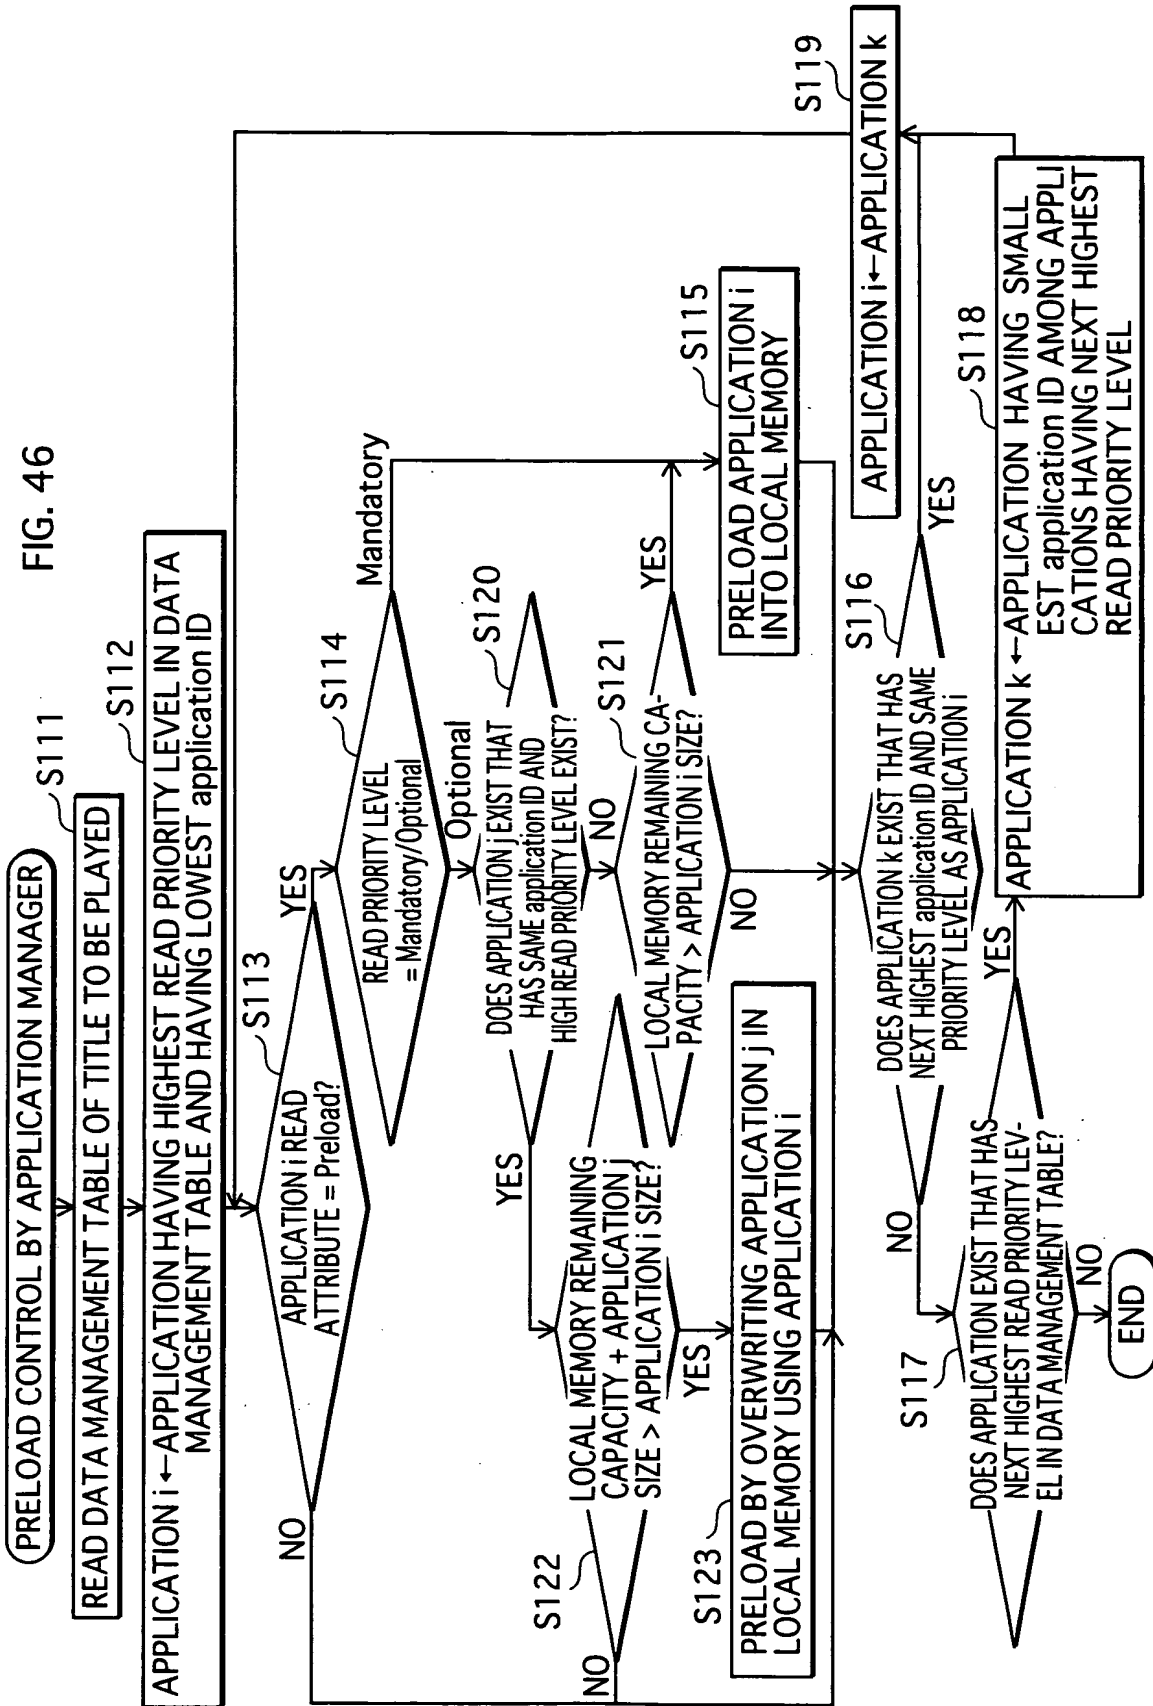 FIG. 46
PRELOAD CONTROL BY APPLICATION MANAGER
S111
READ DATA MANAGEMENT TABLE OF TITLE TO BE PLAYED
S112
APPLICATION i ← APPLICATION HAVING HIGHEST READ PRIORITY LEVEL IN DATA
MANAGEMENT TABLE AND HAVING LOWEST application ID
S113
APPLICATION i READ
ATTRIBUTE = Preload?
YES
NO
S114
READ PRIORITY LEVEL
= Mandatory/Optional
Mandatory
Optional
S120
DOES APPLICATION j EXIST THAT
HAS SAME application ID AND
HIGH READ PRIORITY LEVEL EXIST?
YES
NO
S121
LOCAL MEMORY REMAINING CA-
PACITY > APPLICATION i SIZE?
YES
NO
S115
PRELOAD APPLICATION i
INTO LOCAL MEMORY
S122
LOCAL MEMORY REMAINING
CAPACITY + APPLICATION j
SIZE > APPLICATION i SIZE?
NO
YES
S123
PRELOAD BY OVERWRITING APPLICATION j IN
LOCAL MEMORY USING APPLICATION i
S116
DOES APPLICATION k EXIST THAT HAS
NEXT HIGHEST application ID AND SAME
PRIORITY LEVEL AS APPLICATION i
YES
NO
S119
APPLICATION i ← APPLICATION k
S117
DOES APPLICATION EXIST THAT HAS
NEXT HIGHEST READ PRIORITY LEV-
EL IN DATA MANAGEMENT TABLE?
YES
NO
S118
APPLICATION k ← APPLICATION HAVING SMALL
EST application ID AMONG APPLI
CATIONS HAVING NEXT HIGHEST
READ PRIORITY LEVEL
END